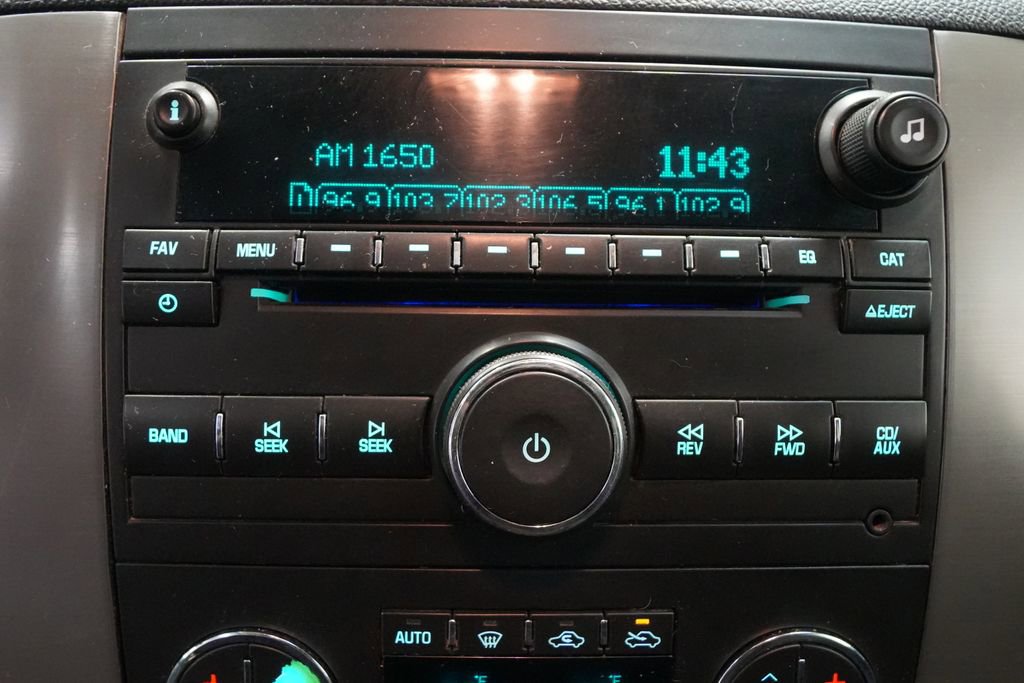 i
AM 1650 11:43
1 96.9 103.7 102.3 106.5 96.1 102.9
FAV MENU EQ CAT
EJECT
BAND SEEK SEEK REV FWD CD/
AUX
AUTO
°F °F